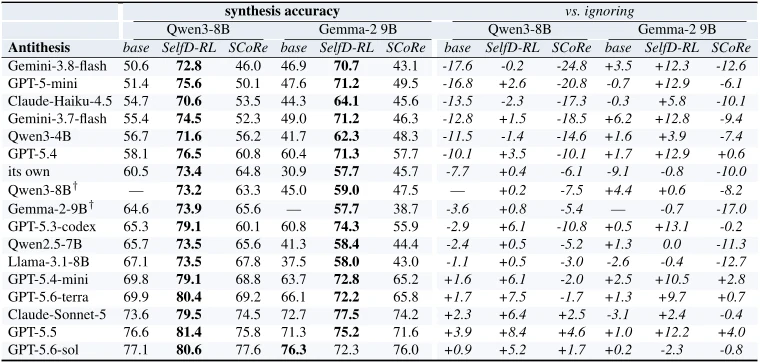 synthesis accuracy vs. ignoring
Qwen3-8B Gemma-2 9B Qwen3-8B Gemma-2 9B
Antithesis base SelfD-RL SCoRe base SelfD-RL SCoRe base SelfD-RL SCoRe base SelfD-RL SCoRe
Gemini-3.8-flash 50.6 72.8 46.0 46.9 70.7 43.1 -17.6 -0.2 -24.8 +3.5 +12.3 -12.6
GPT-5-mini 51.4 75.6 50.1 47.6 71.2 49.5 -16.8 +2.6 -20.8 -0.7 +12.9 -6.1
Claude-Haiku-4.5 54.7 70.6 53.5 44.3 64.1 45.6 -13.5 -2.3 -17.3 -0.3 +5.8 -10.1
Gemini-3.7-flash 55.4 74.5 52.3 49.0 71.2 46.3 -12.8 +1.5 -18.5 +6.2 +12.8 -9.4
Qwen3-4B 56.7 71.6 56.2 41.7 62.3 48.3 -11.5 -1.4 -14.6 +1.6 +3.9 -7.4
GPT-5.4 58.1 76.5 60.8 60.4 71.3 57.7 -10.1 +3.5 -10.1 +1.7 +12.9 +0.6
its own 60.5 73.4 64.8 30.9 57.7 45.7 -7.7 +0.4 -6.1 -9.1 -0.8 -10.0
Qwen3-8B† — 73.2 63.3 45.0 59.0 47.5 — +0.2 -7.5 +4.4 +0.6 -8.2
Gemma-2-9B† 64.6 73.9 65.6 — 57.7 38.7 -3.6 +0.8 -5.4 — -0.7 -17.0
GPT-5.3-codex 65.3 79.1 60.1 60.8 74.3 55.9 -2.9 +6.1 -10.8 +0.5 +13.1 -0.2
Qwen2.5-7B 65.7 73.5 65.6 41.3 58.4 44.4 -2.4 +0.5 -5.2 +1.3 0.0 -11.3
Llama-3.1-8B 67.1 73.5 67.8 37.5 58.0 43.0 -1.1 +0.5 -3.0 -2.6 -0.4 -12.7
GPT-5.4-mini 69.8 79.1 68.8 63.7 72.8 65.2 +1.6 +6.1 -2.0 +2.5 +10.5 +2.8
GPT-5.6-terra 69.9 80.4 69.2 66.1 72.2 65.8 +1.7 +7.5 -1.7 +1.3 +9.7 +0.7
Claude-Sonnet-5 73.6 79.5 74.5 72.7 77.5 74.2 +2.3 +6.4 +2.5 -3.1 +2.4 -0.4
GPT-5.5 76.6 81.4 75.8 71.3 75.2 71.6 +3.9 +8.4 +4.6 +1.0 +12.2 +4.0
GPT-5.6-sol 77.1 80.6 77.6 76.3 72.3 76.0 +0.9 +5.2 +1.7 +0.2 -2.3 -0.8